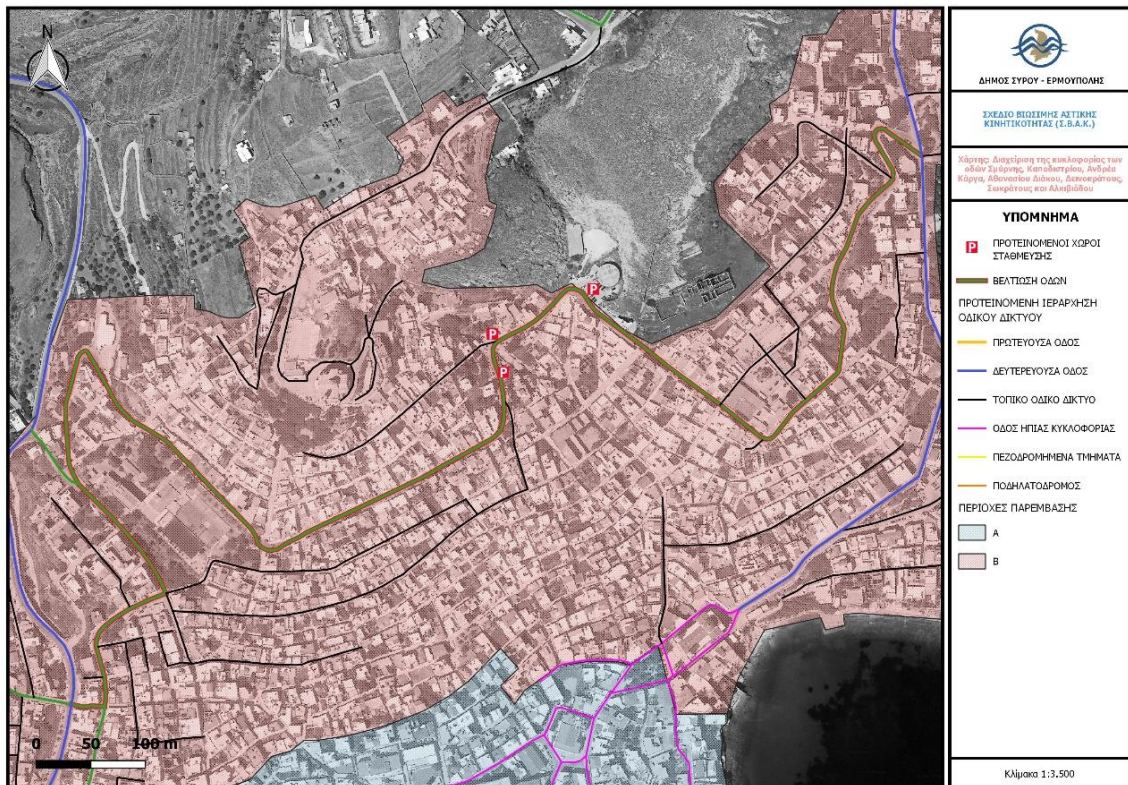 N
P
P
P
0 50 100 m
ΔΗΜΟΣ ΣΥΡΟΥ - ΕΡΜΟΥΠΟΛΗΣ
ΣΧΕΔΙΟ ΒΙΩΣΙΜΗΣ ΑΣΤΙΚΗΣ
ΚΙΝΗΤΙΚΟΤΗΤΑΣ (Σ.Β.Α.Κ.)
Χάρτης: Διαχείριση της κυκλοφορίας των
οδών Σμύρνης, Καποδιστρίου, Ανδρέα
Κάργα, Αθανασίου Διάκου, Δεινοκράτους,
Σωκράτους και Αλκιβιάδου
ΥΠΟΜΝΗΜΑ
P ΠΡΟΤΕΙΝΟΜΕΝΟΙ ΧΩΡΟΙ
ΣΤΑΘΜΕΥΣΗΣ
ΒΕΛΤΙΩΣΗ ΟΔΩΝ
ΠΡΟΤΕΙΝΟΜΕΝΗ ΙΕΡΑΡΧΗΣΗ
ΟΔΙΚΟΥ ΔΙΚΤΥΟΥ
ΠΡΩΤΕΥΟΥΣΑ ΟΔΟΣ
ΔΕΥΤΕΡΕΥΟΥΣΑ ΟΔΟΣ
ΤΟΠΙΚΟ ΟΔΙΚΟ ΔΙΚΤΥΟ
ΟΔΟΣ ΗΠΙΑΣ ΚΥΚΛΟΦΟΡΙΑΣ
ΠΕΖΟΔΡΟΜΗΜΕΝΑ ΤΜΗΜΑΤΑ
ΠΟΔΗΛΑΤΟΔΡΟΜΟΣ
ΠΕΡΙΟΧΕΣ ΠΑΡΕΜΒΑΣΗΣ
Α
Β
Κλίμακα 1:3.500